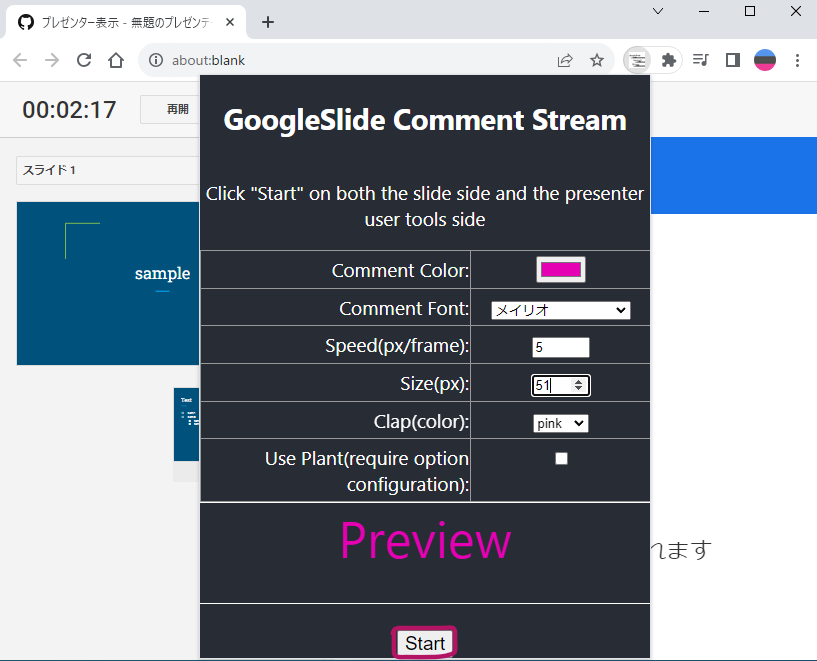 プレゼンター表示 - 無題のプレゼンテ
about:blank
00:02:17
再開
スライド 1
sample
Text
GoogleSlide Comment Stream
Click "Start" on both the slide side and the presenter
user tools side
Comment Color:
Comment Font:
メイリオ
Speed(px/frame):
5
Size(px):
51
Clap(color):
pink
Use Plant(require option
configuration):
Preview
れます
Start